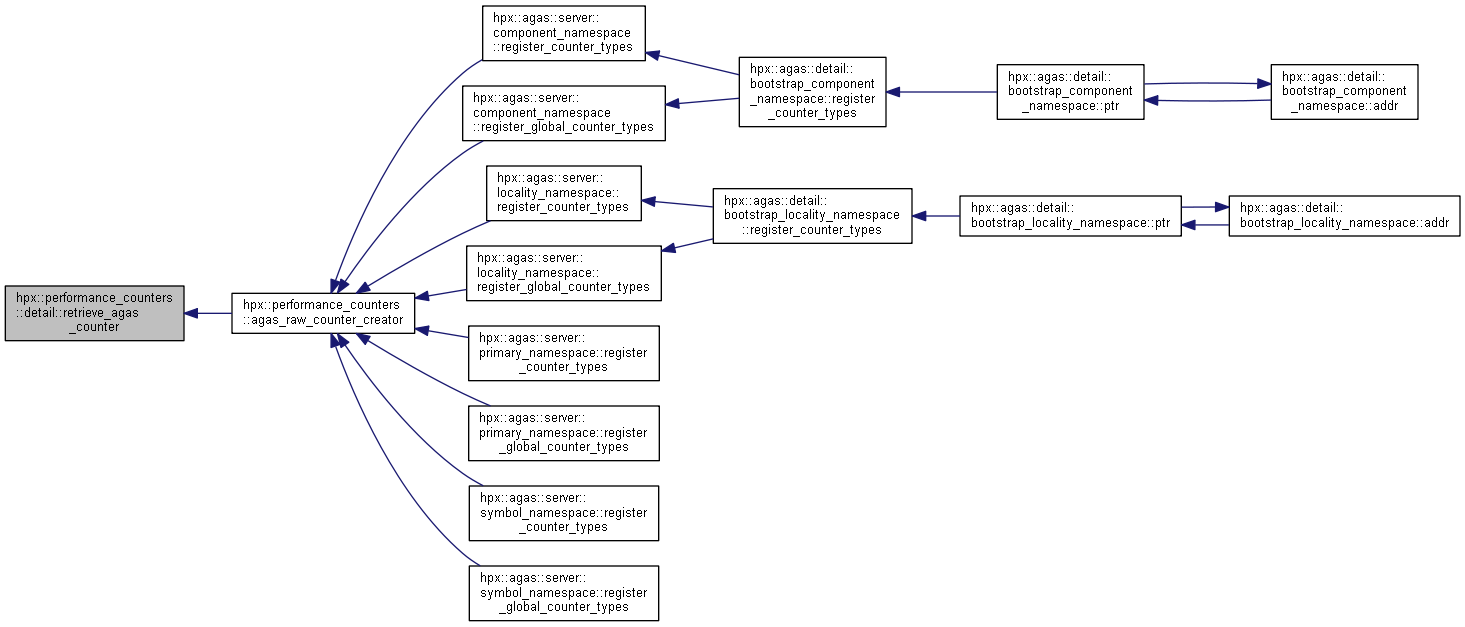 hpx::agas::server::
component_namespace
::register_counter_types
hpx::agas::detail::
bootstrap_component
_namespace::register
_counter_types
hpx::agas::detail::
bootstrap_component
_namespace::ptr
hpx::agas::detail::
bootstrap_component
_namespace::addr
hpx::agas::server::
component_namespace
::register_global_counter_types
hpx::agas::server::
locality_namespace::
register_counter_types
hpx::agas::detail::
bootstrap_locality_namespace
::register_counter_types
hpx::agas::detail::
bootstrap_locality_namespace::ptr
hpx::agas::detail::
bootstrap_locality_namespace::addr
hpx::agas::server::
locality_namespace::
register_global_counter_types
hpx::performance_counters
::detail::retrieve_agas
_counter
hpx::performance_counters
::agas_raw_counter_creator
hpx::agas::server::
primary_namespace::register
_counter_types
hpx::agas::server::
primary_namespace::register
_global_counter_types
hpx::agas::server::
symbol_namespace::register
_counter_types
hpx::agas::server::
symbol_namespace::register
_global_counter_types